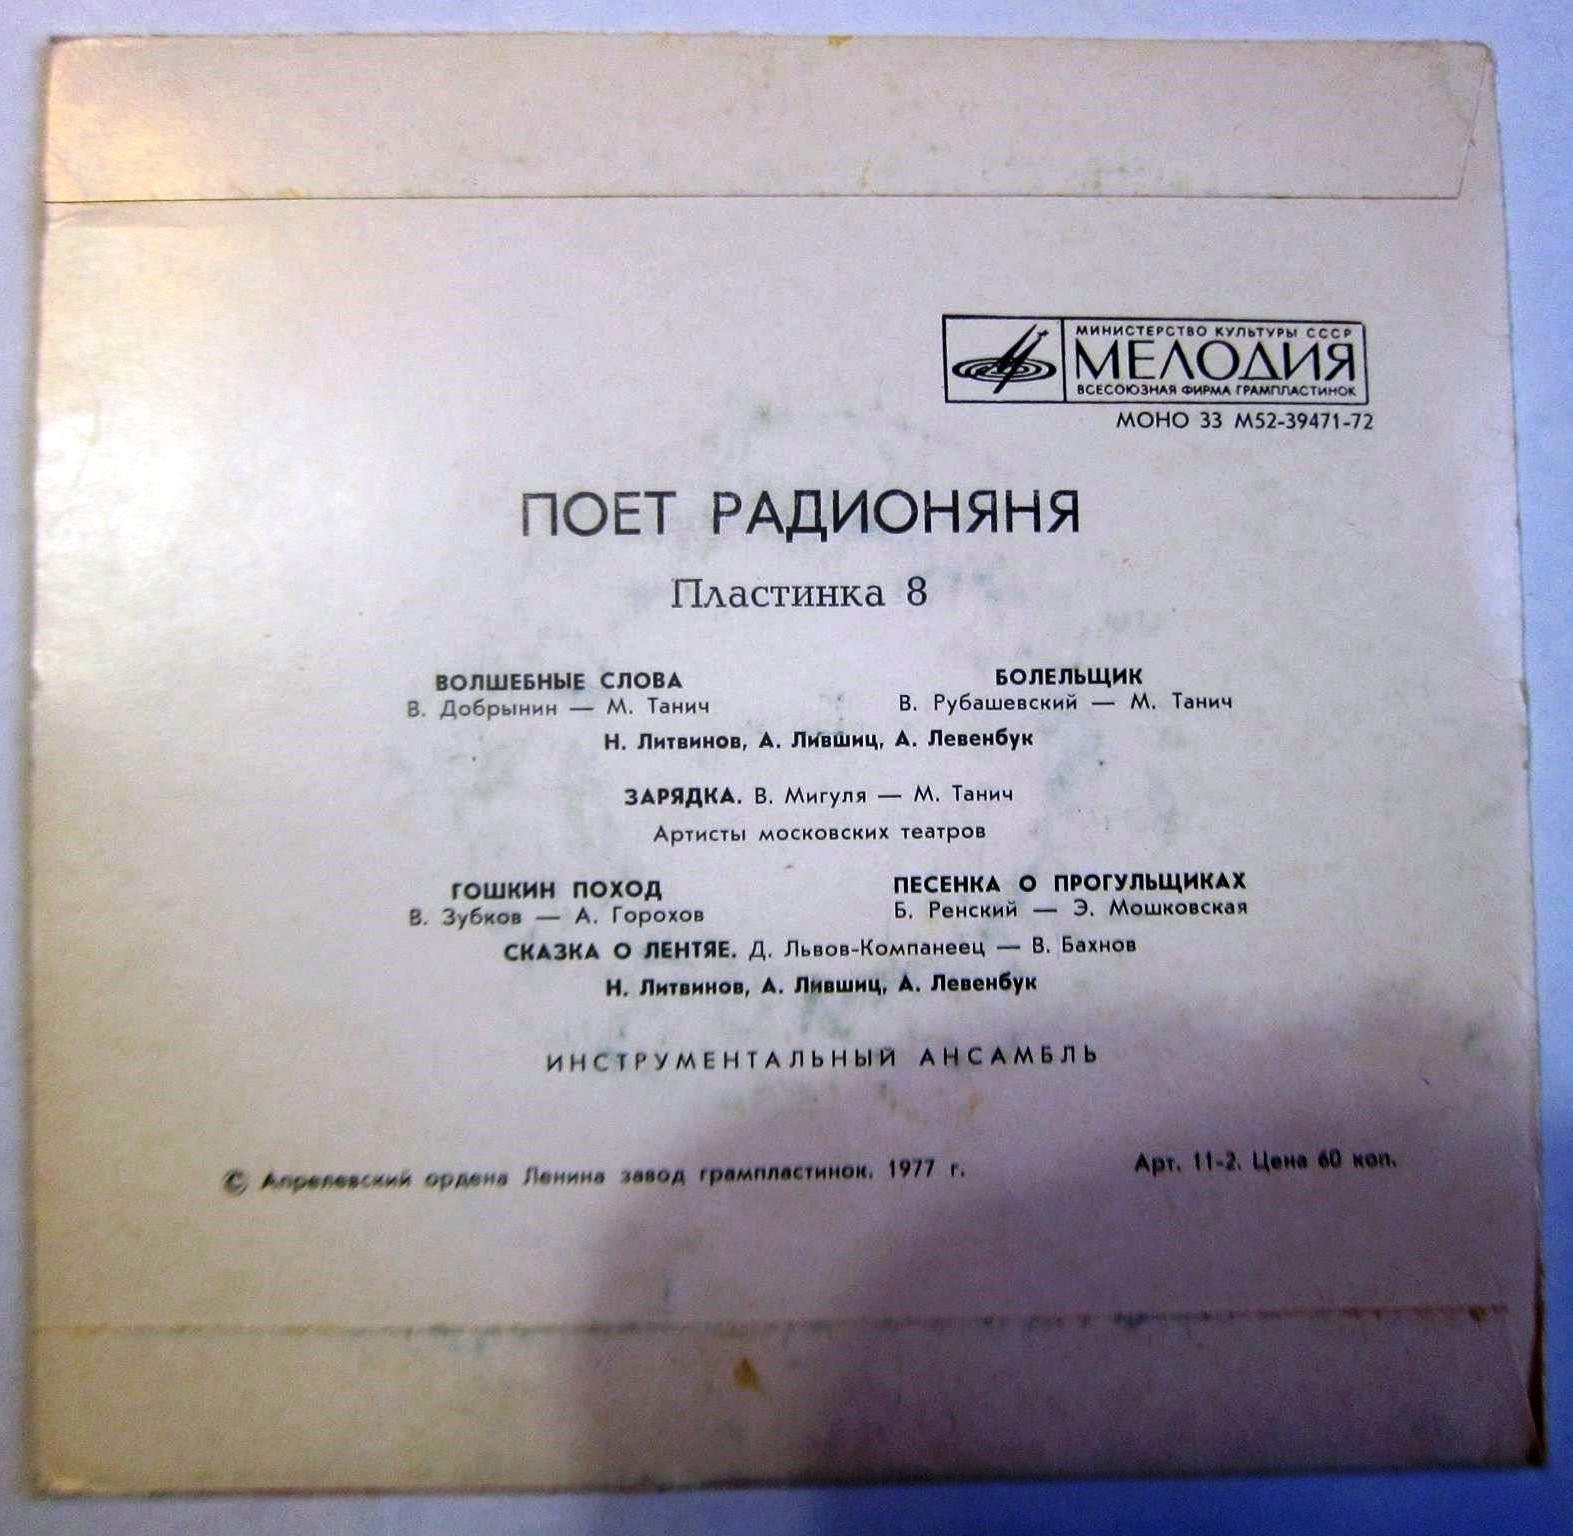 МИНИСТЕРСТВО КУЛЬТУРЫ СССР
МЕЛОДИЯ
ВСЕСОЮЗНАЯ ФИРМА ГРАМПЛАСТИНОК
МОНО 33 М52-39471-72
ПОЕТ РАДИОНЯНЯ
Пластинка 8
ВОЛШЕБНЫЕ СЛОВА
В. Добрынин — М. Танич
БОЛЕЛЬЩИК
В. Рубашевский — М. Танич
Н. Литвинов, А. Лившиц, А. Левенбук
ЗАРЯДКА. В. Мигуля — М. Танич
Артисты московских театров
ГОШКИН ПОХОД
В. Зубков — А. Горохов
ПЕСЕНКА О ПРОГУЛЬЩИКАХ
Б. Ренский — Э. Мошковская
СКАЗКА О ЛЕНТЯЕ. Д. Львов-Компанеец — В. Бахнов
Н. Литвинов, А. Лившиц, А. Левенбук
ИНСТРУМЕНТАЛЬНЫЙ АНСАМБЛЬ
© Апрелевский ордена Ленина завод грампластинок. 1977 г.
Арт. 11-2. Цена 60 коп.